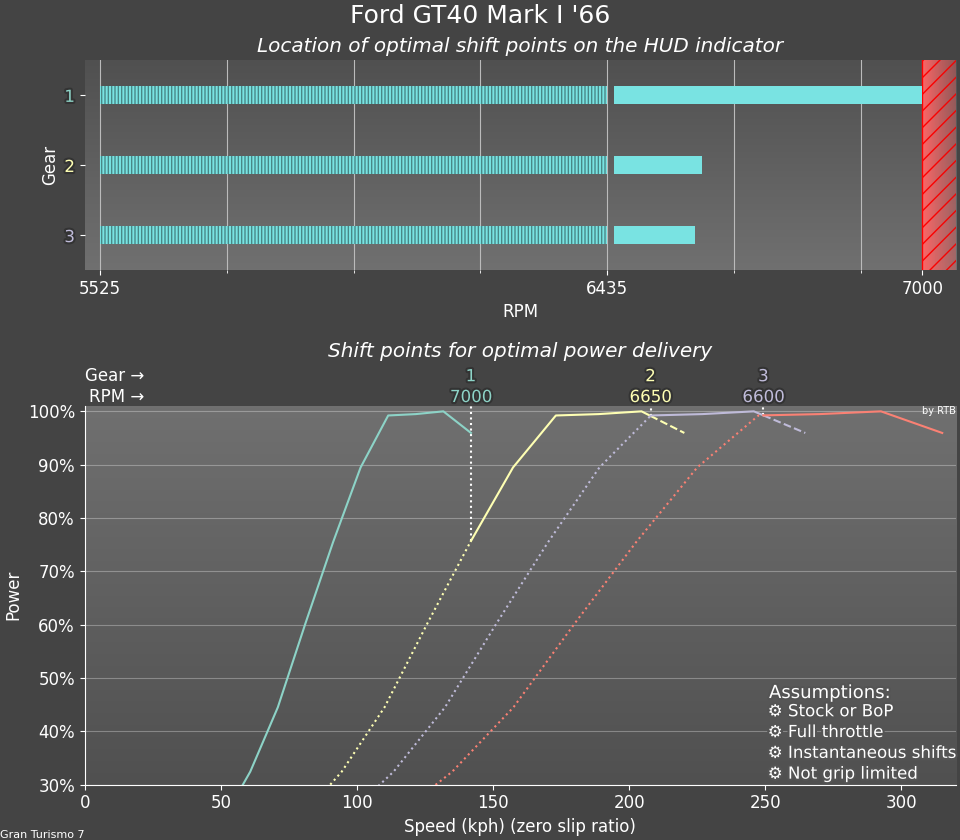 Ford GT40 Mark I '66
Location of optimal shift points on the HUD indicator
Gear
1
2
3
5525 6435 7000
RPM
Shift points for optimal power delivery
Gear → 1 2 3
RPM → 7000 6650 6600
by RTB
Power
100%
90%
80%
70%
60%
50%
40%
30%
Assumptions:
⚙ Stock or BoP
⚙ Full throttle
⚙ Instantaneous shifts
⚙ Not grip limited
0 50 100 150 200 250 300
Speed (kph) (zero slip ratio)
Gran Turismo 7